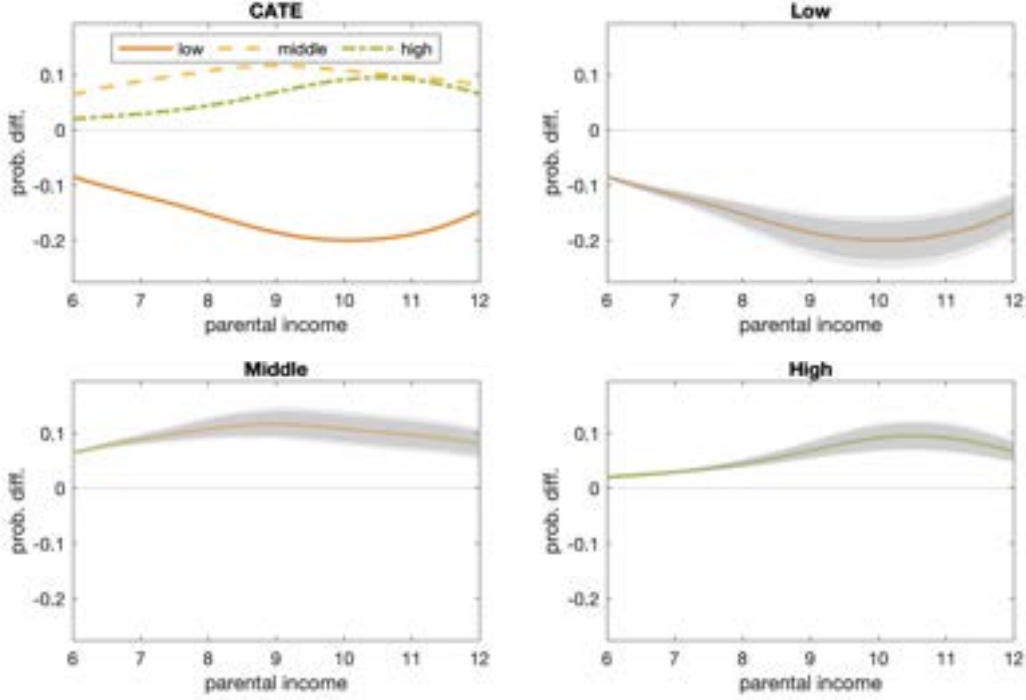 CATE
low middle high
0.1
0
-0.1
-0.2
prob. diff.
6 7 8 9 10 11 12
parental income
Low
0.1
0
-0.1
-0.2
prob. diff.
6 7 8 9 10 11 12
parental income
Middle
0.1
0
-0.1
-0.2
prob. diff.
6 7 8 9 10 11 12
parental income
High
0.1
0
-0.1
-0.2
prob. diff.
6 7 8 9 10 11 12
parental income